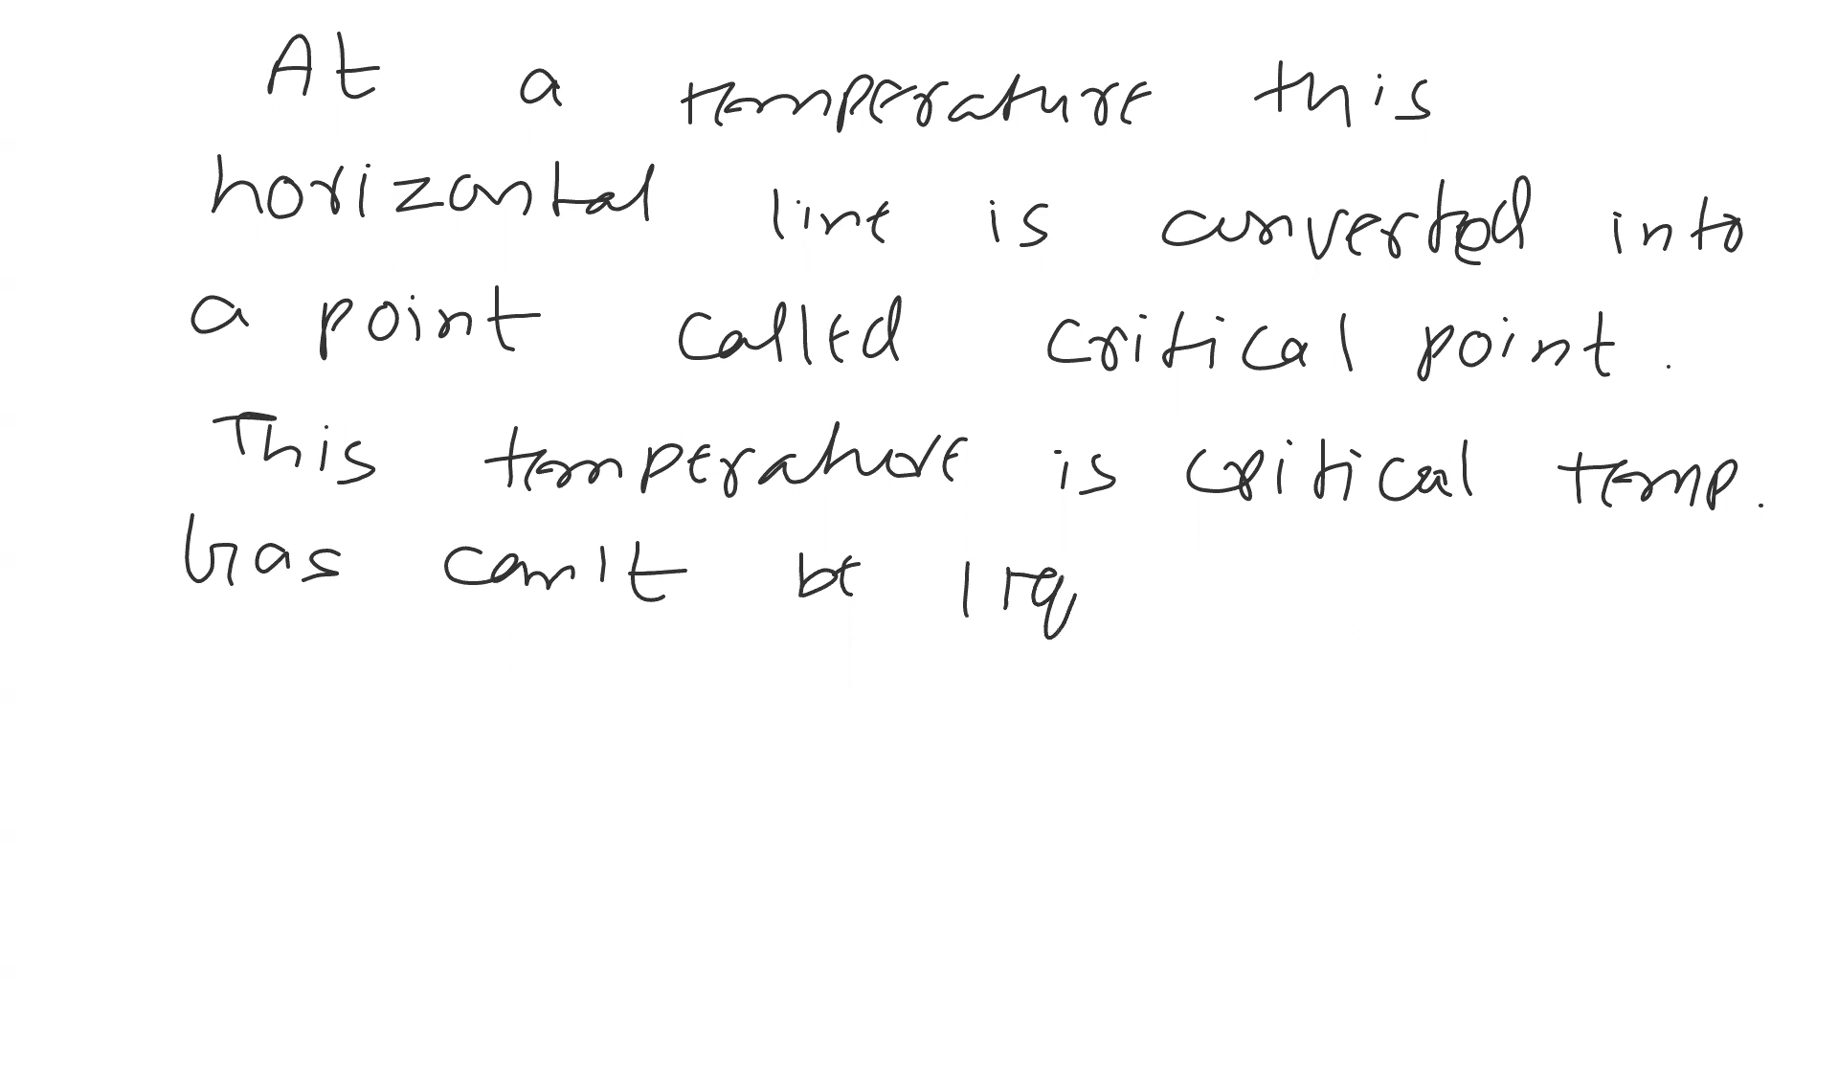 At a temperature this
horizontal line is converted into
a point called critical point.
This temperature is critical temp.
Gas can't be liq